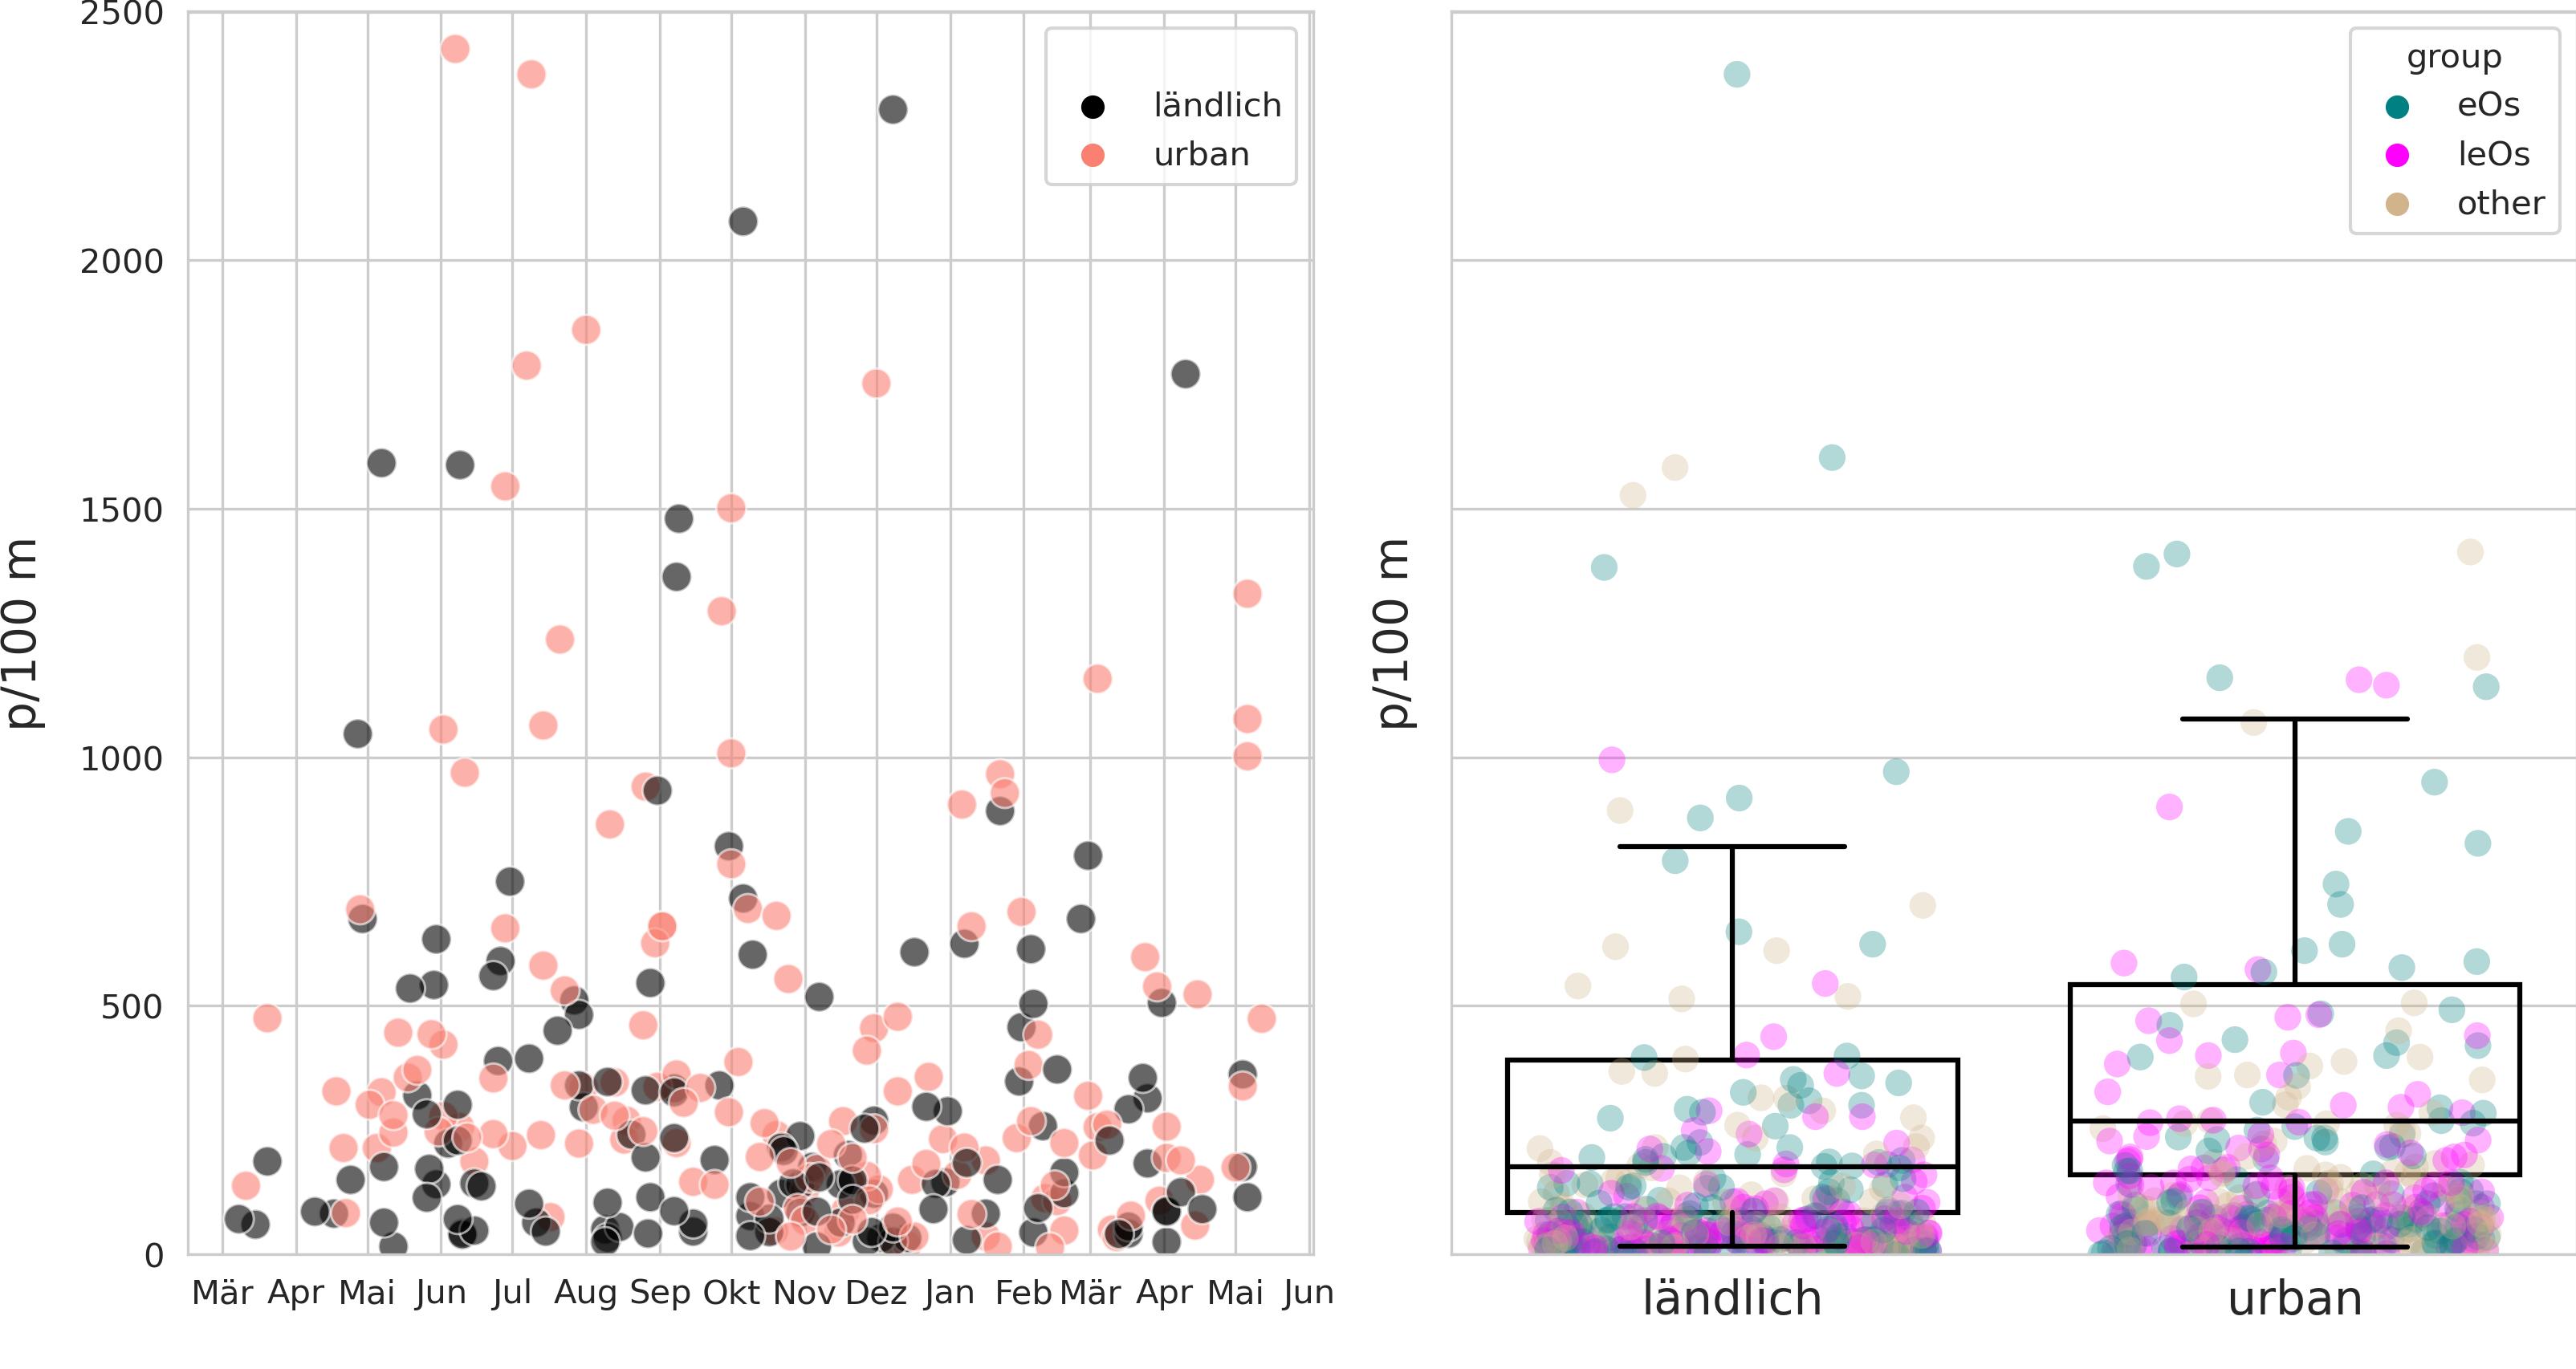 2500
2000
1500
1000
500
0
p/100 m
Mär Apr Mai Jun Jul Aug Sep Okt Nov Dez Jan Feb Mär Apr Mai Jun
ländlich
urban
p/100 m
group
eOs
leOs
other
ländlich urban